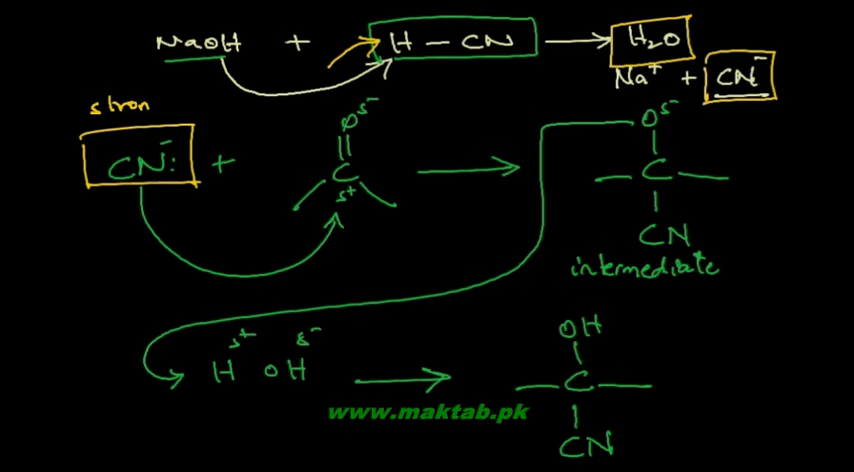 NaOH + H – CN → H₂O
Na⁺ + CN⁻
stron
CN⁻: + O δ⁻ || C δ⁺ → O δ⁻ | – C – | CN
intermediate
H δ⁺ OH δ⁻ → OH | – C – | CN
www.maktab.pk